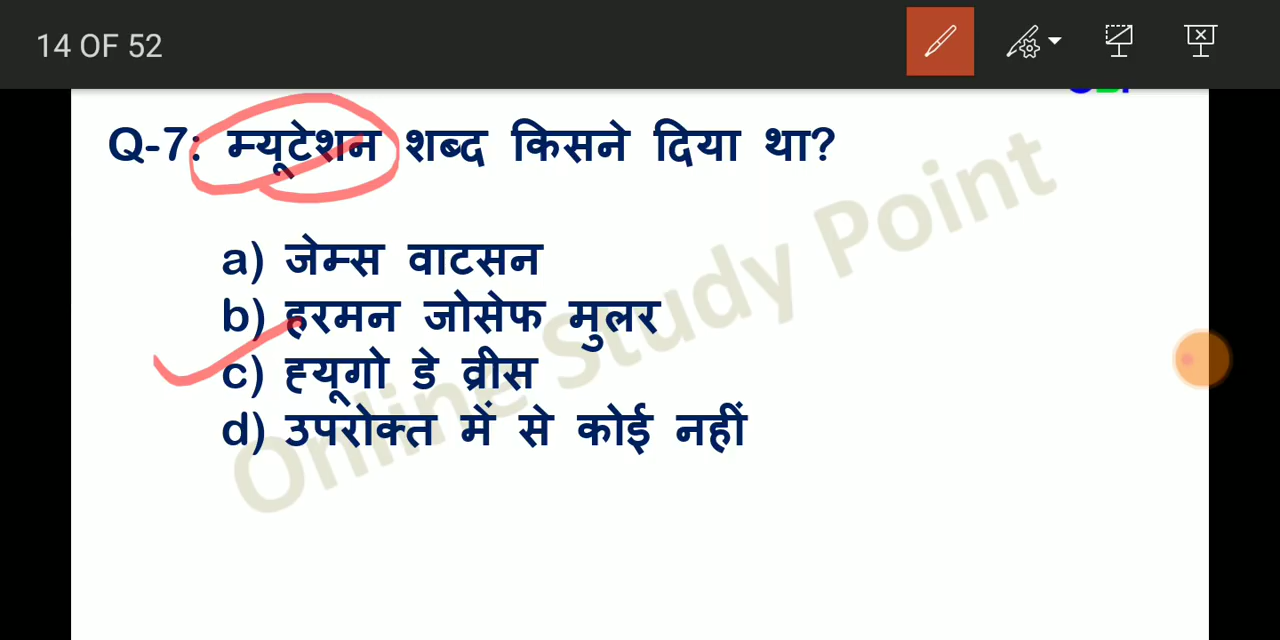 14 OF 52
Q-7: म्यूटेशन शब्द किसने दिया था?
a) जेम्स वाटसन
b) हरमन जोसेफ मुलर
c) ह्यूगो डे व्रीस
d) उपरोक्त में से कोई नहीं
Online Study Point